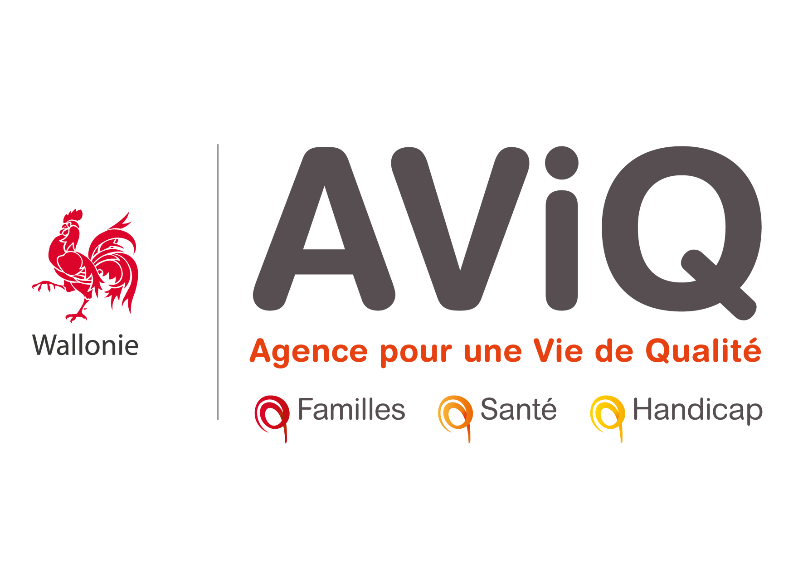 Wallonie
AViQ
Agence pour une Vie de Qualité
Familles Santé Handicap